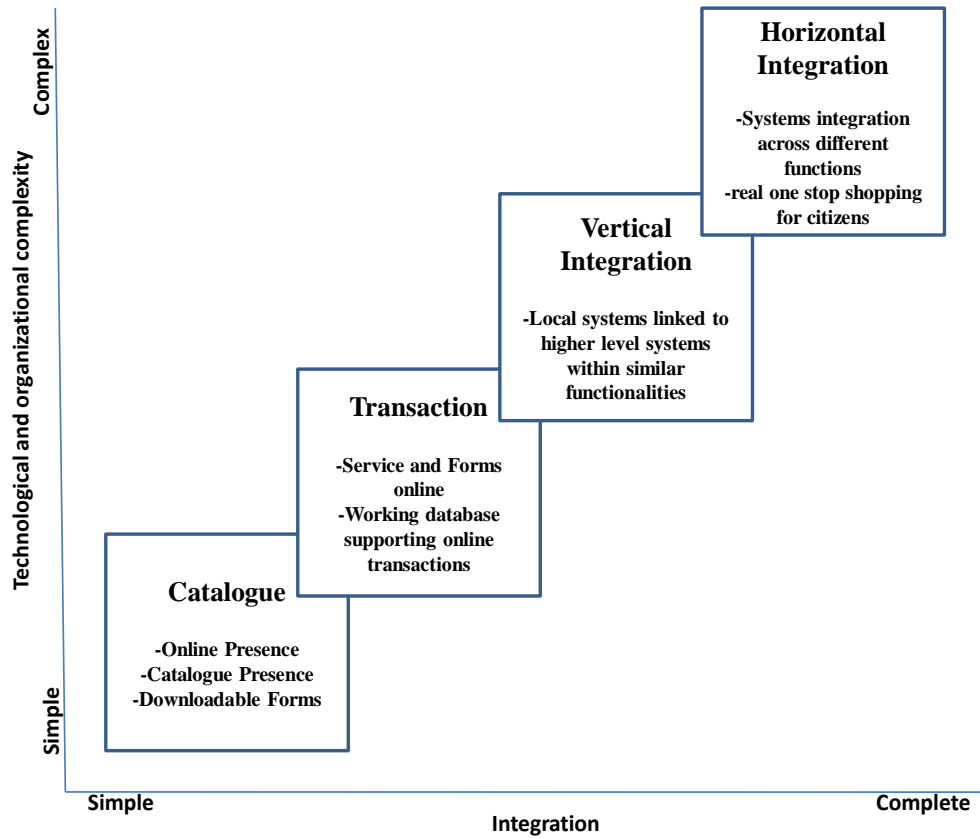 Technological and organizational complexity
Complex
Simple
Horizontal
Integration
-Systems integration
across different
functions
-real one stop shopping
for citizens
Vertical
Integration
-Local systems linked to
higher level systems
within similar
functionalities
Transaction
-Service and Forms
online
-Working database
supporting online
transactions
Catalogue
-Online Presence
-Catalogue Presence
-Downloadable Forms
Simple
Complete
Integration